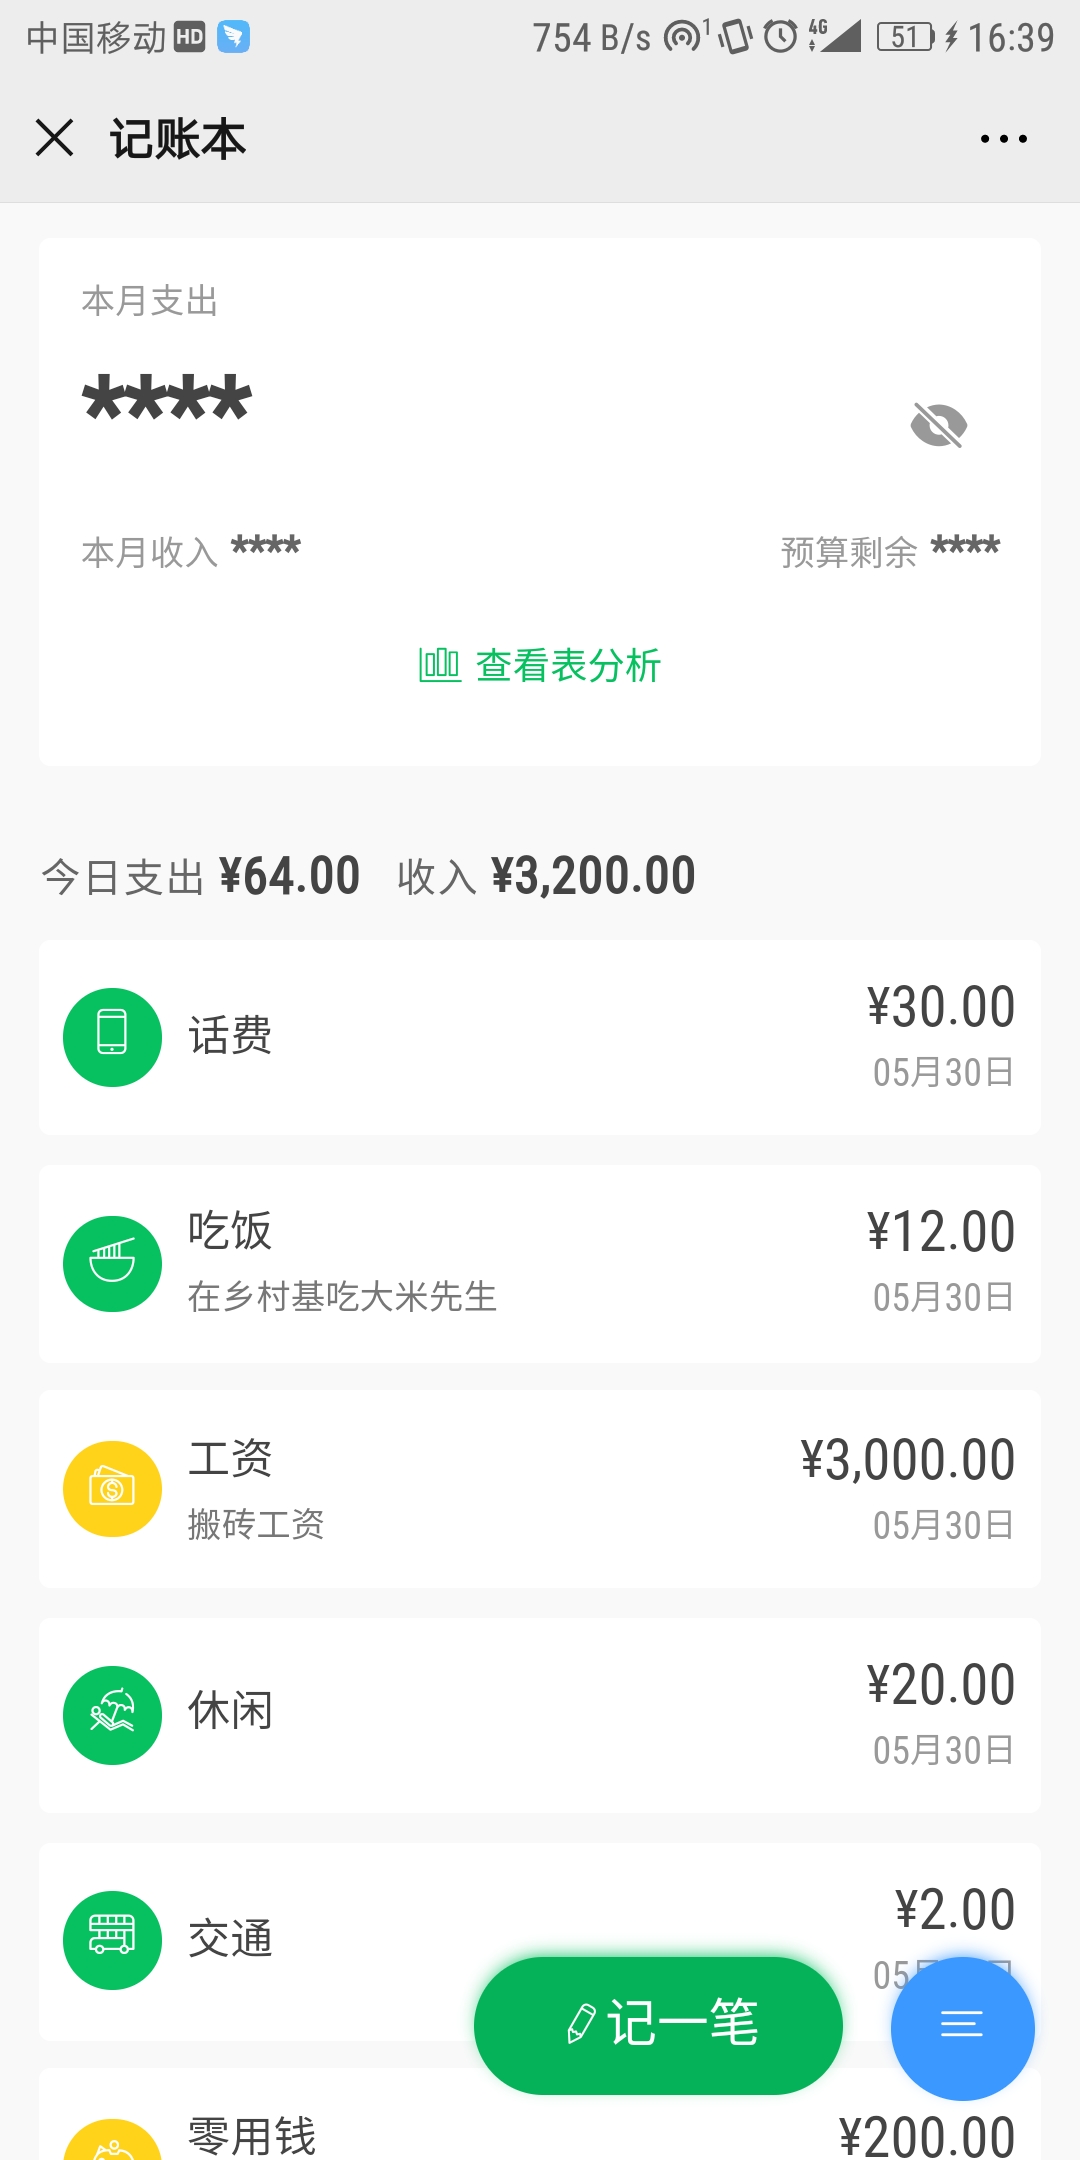 中国移动 HD 754 B/s 1 4G 51 16:39
记账本
本月支出
****
本月收入 **** 预算剩余 ****
查看表分析
今日支出 ¥64.00 收入 ¥3,200.00
话费 ¥30.00
05月30日
吃饭 ¥12.00
在乡村基吃大米先生 05月30日
工资 ¥3,000.00
搬砖工资 05月30日
休闲 ¥20.00
05月30日
交通 ¥2.00
05
记一笔
零用钱 ¥200.00